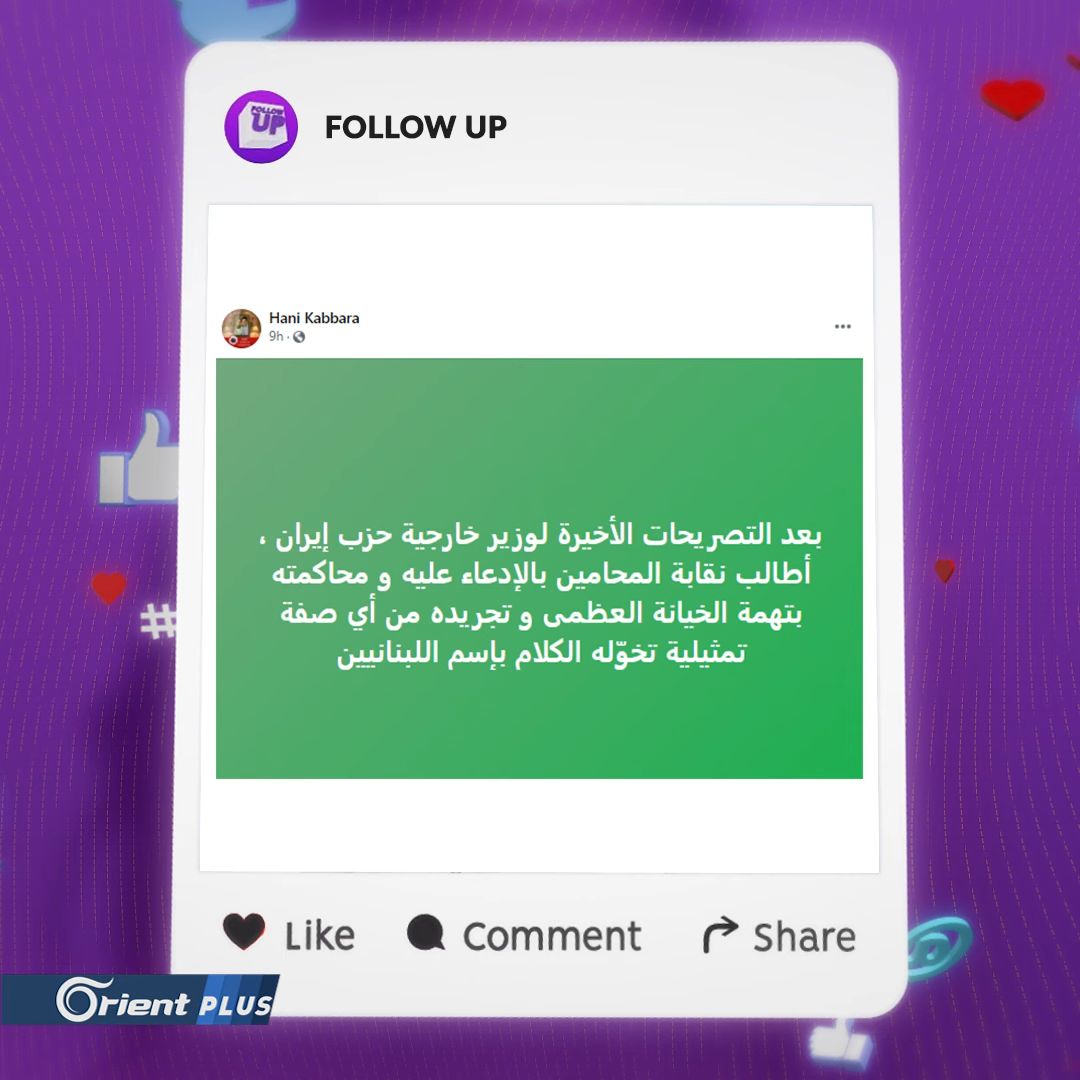 FOLLOW UP
FOLLOW UP
Hani Kabbara
9h ·
بعد التصريحات الأخيرة لوزير خارجية حزب إيران ،
أطالب نقابة المحامين بالإدعاء عليه و محاكمته
بتهمة الخيانة العظمى و تجريده من أي صفة
تمثيلية تخوّله الكلام بإسم اللبنانيين
#
Like Comment Share
Orient PLUS